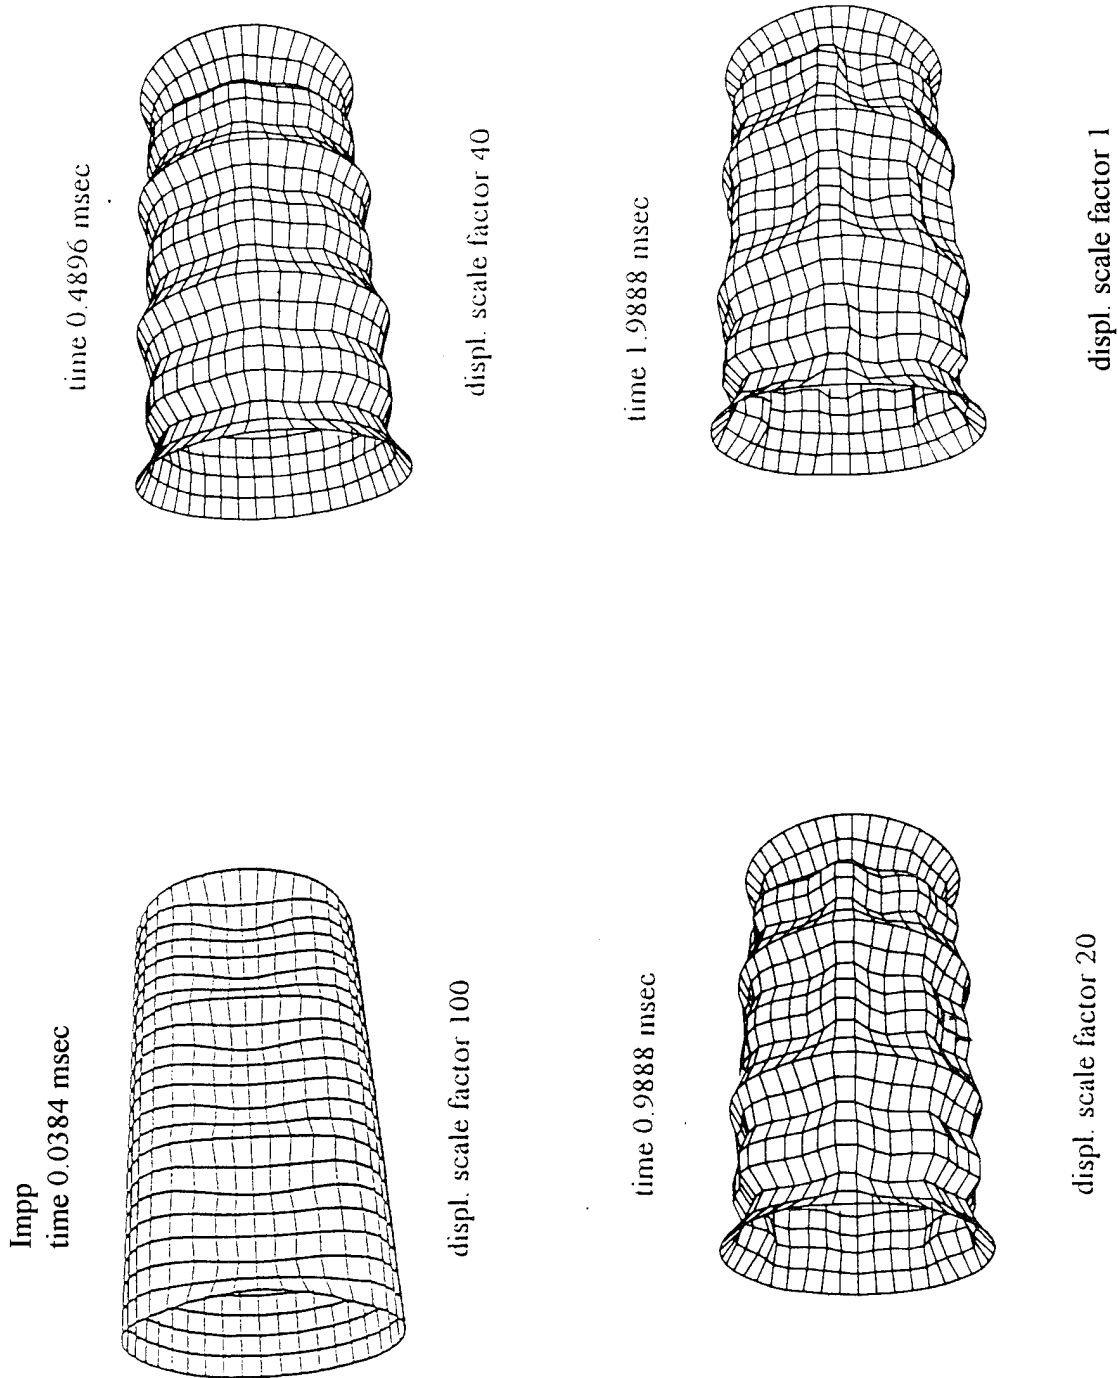 Impp
time 0.0384 msec
displ. scale factor 100
time 0.4896 msec
displ. scale factor 40
time 0.9888 msec
displ. scale factor 20
time 1.9888 msec
displ. scale factor 1